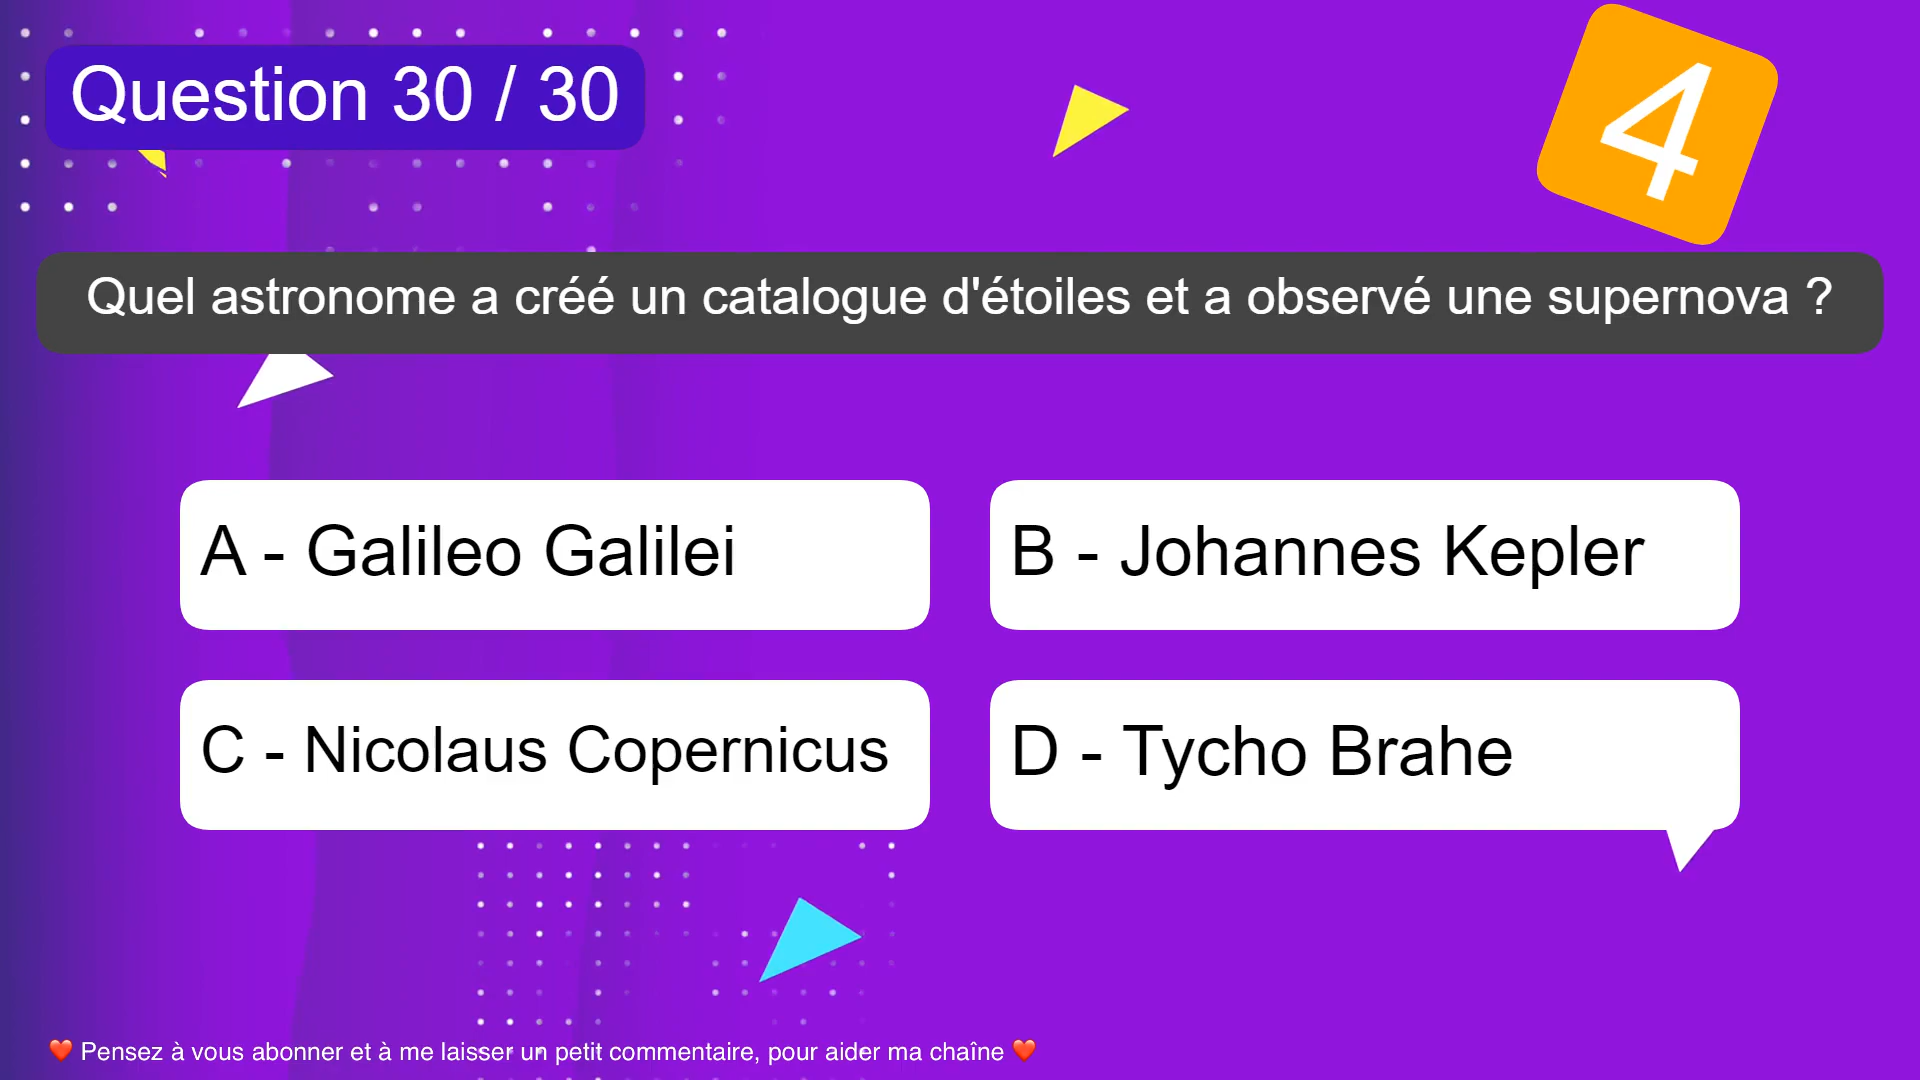 Question 30 / 30
4
Quel astronome a créé un catalogue d'étoiles et a observé une supernova ?
A - Galileo Galilei
B - Johannes Kepler
C - Nicolaus Copernicus
D - Tycho Brahe
❤️ Pensez à vous abonner et à me laisser un petit commentaire, pour aider ma chaîne ❤️